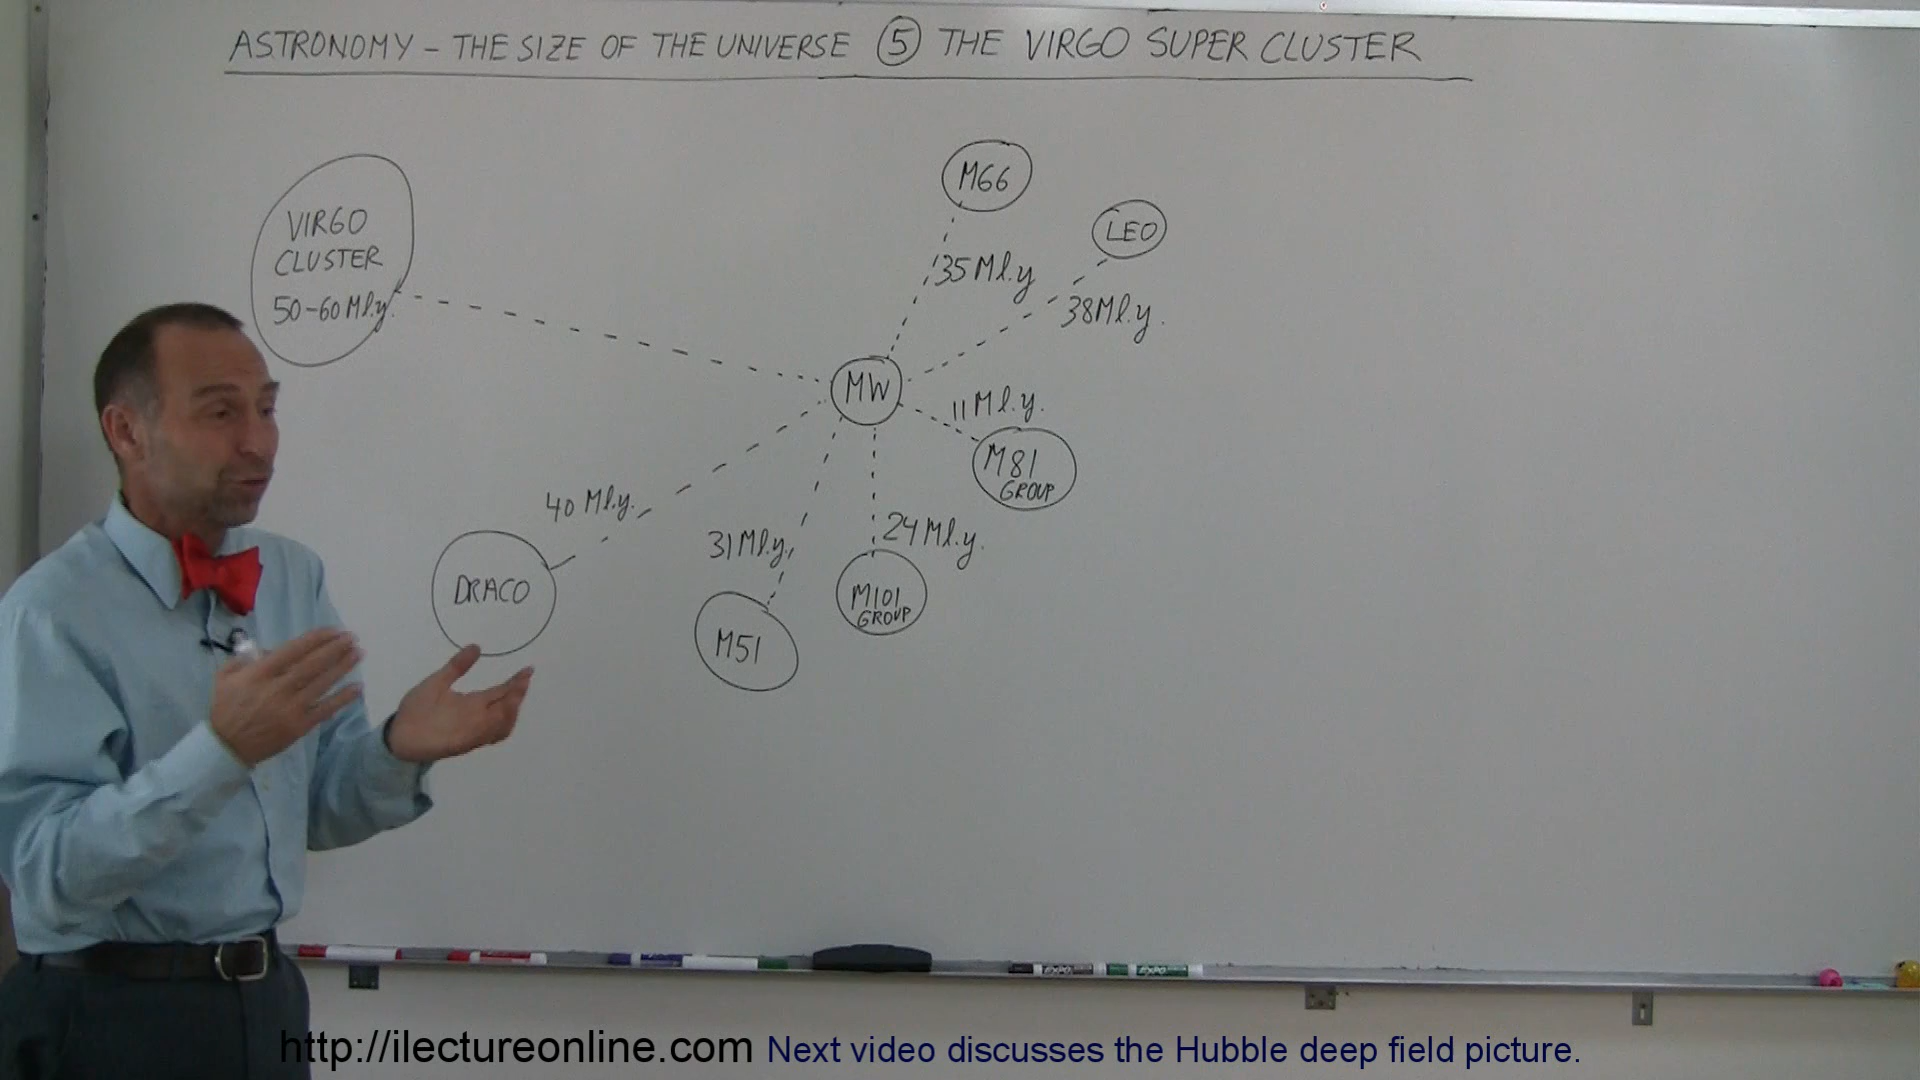 ASTRONOMY – THE SIZE OF THE UNIVERSE ⑤ THE VIRGO SUPER CLUSTER
M66
LEO
VIRGO
CLUSTER
50-60 Ml.y.
35 Ml.y
38 Ml.y.
MW
11 Ml.y.
M81
GROUP
40 Ml.y.
31 Ml.y.
24 Ml.y.
DRACO
M101
GROUP
M51
EXPO
EXPO
http://ilectureonline.com Next video discusses the Hubble deep field picture.